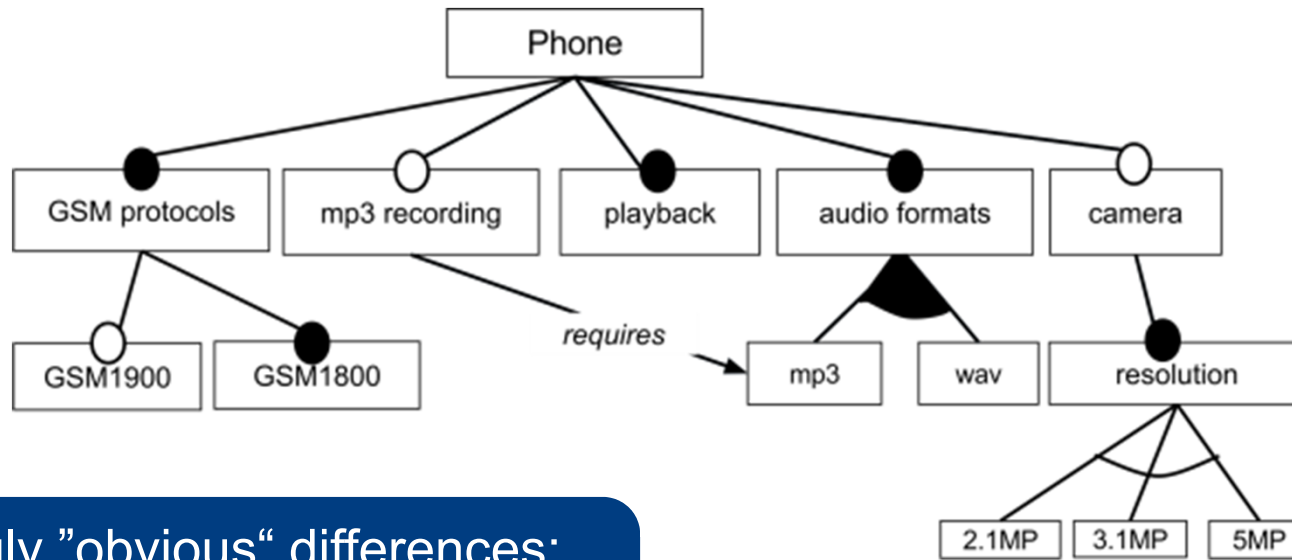 Phone
GSM protocols
mp3 recording
playback
audio formats
camera
requires
GSM1900
GSM1800
mp3
wav
resolution
2.1MP
3.1MP
5MP
”obvious“ differences: